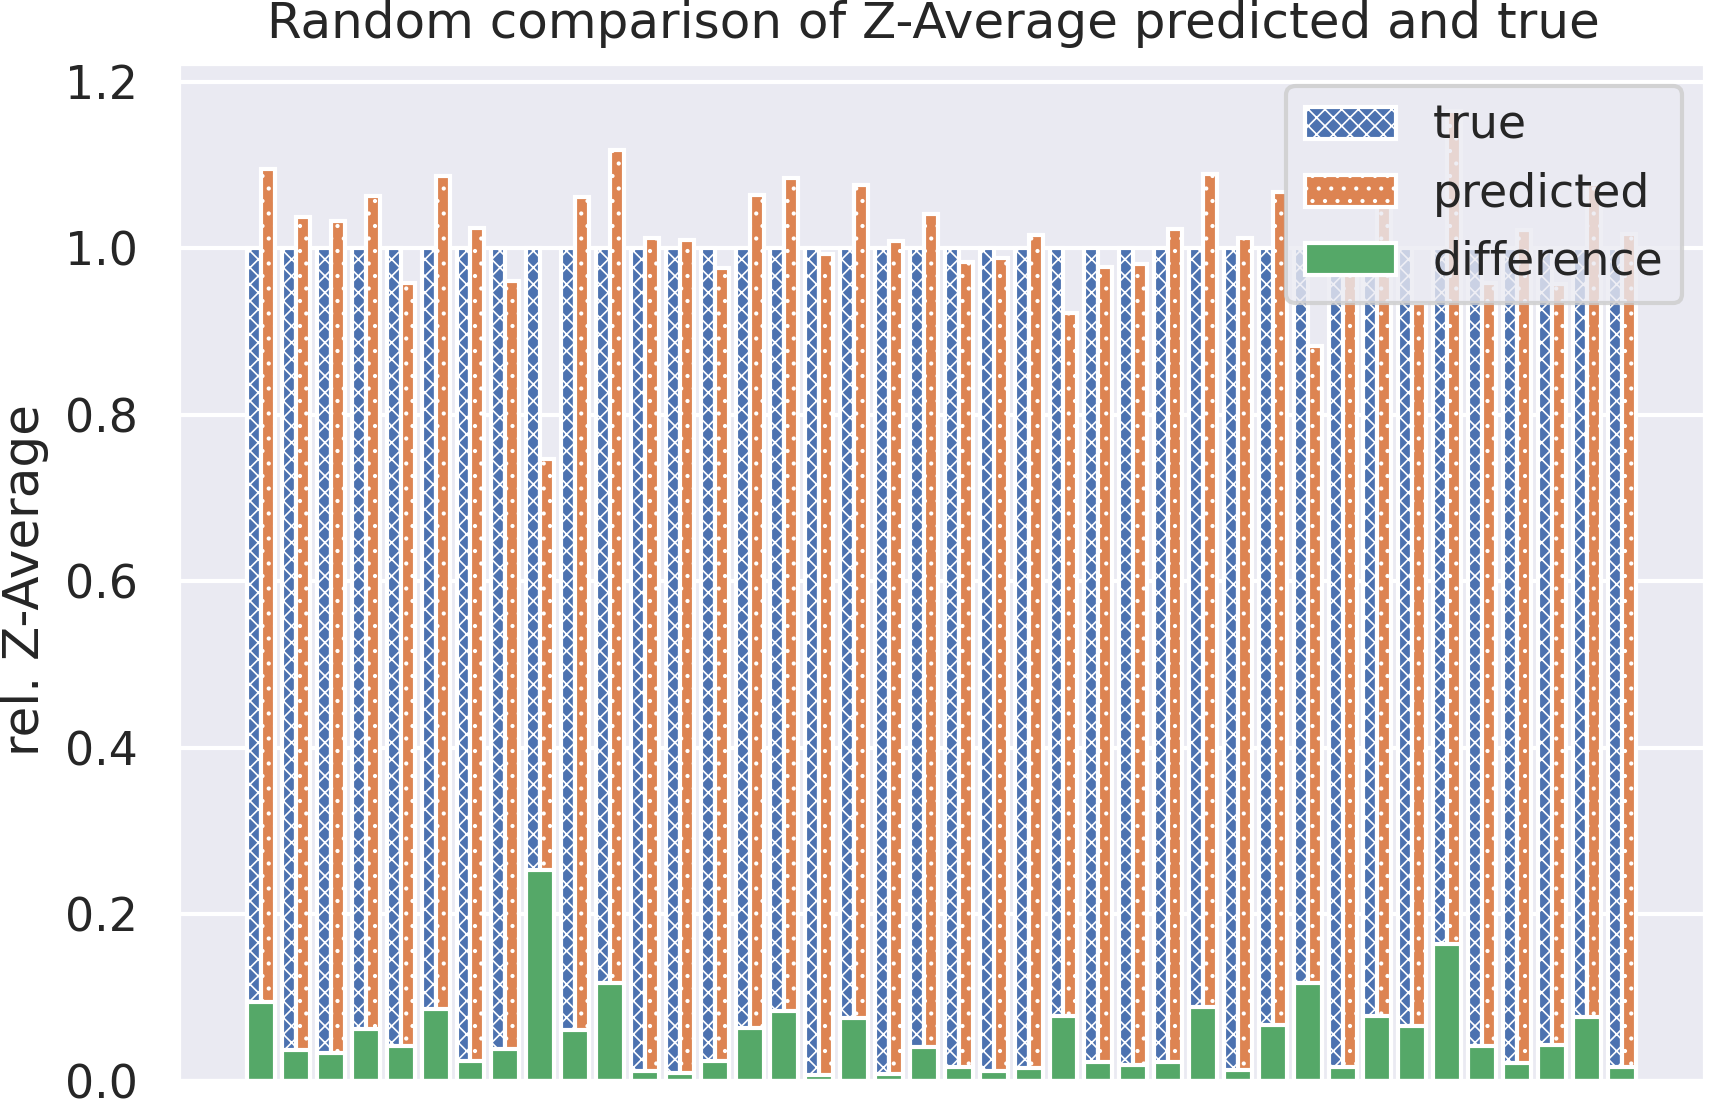 Random comparison of Z-Average predicted and true
1.2
1.0
0.8
0.6
0.4
0.2
0.0
rel. Z-Average
true
predicted
difference